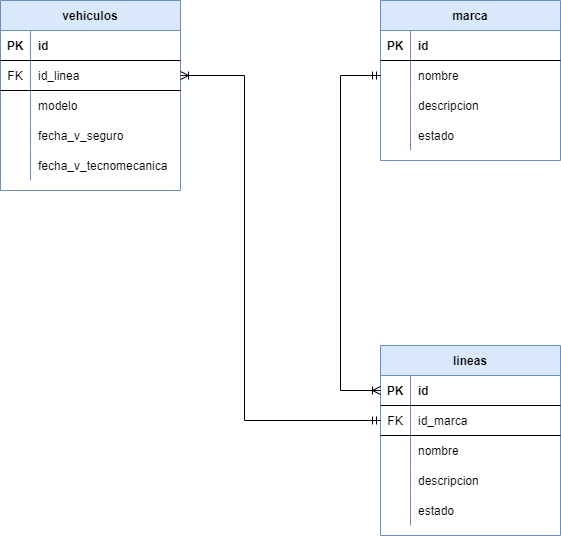 vehiculos
PK id
FK id_linea
modelo
fecha_v_seguro
fecha_v_tecnomecanica
marca
PK id
nombre
descripcion
estado
lineas
PK id
FK id_marca
nombre
descripcion
estado